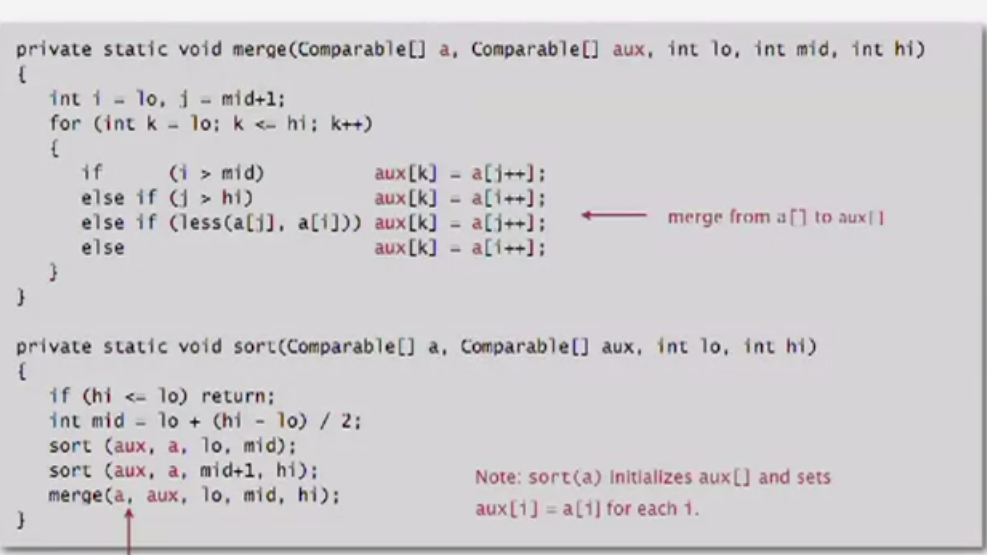 private static void merge(Comparable[] a, Comparable[] aux, int lo, int mid, int hi)
{
int i = lo, j = mid+1;
for (int k = lo; k <= hi; k++)
{
if (i > mid) aux[k] = a[j++];
else if (j > hi) aux[k] = a[i++];
else if (less(a[j], a[i])) aux[k] = a[j++];
else aux[k] = a[i++];
}
}
merge from a[] to aux[]
private static void sort(Comparable[] a, Comparable[] aux, int lo, int hi)
{
if (hi <= lo) return;
int mid = lo + (hi - lo) / 2;
sort (aux, a, lo, mid);
sort (aux, a, mid+1, hi);
merge(a, aux, lo, mid, hi);
}
Note: sort(a) initializes aux[] and sets
aux[i] = a[i] for each i.